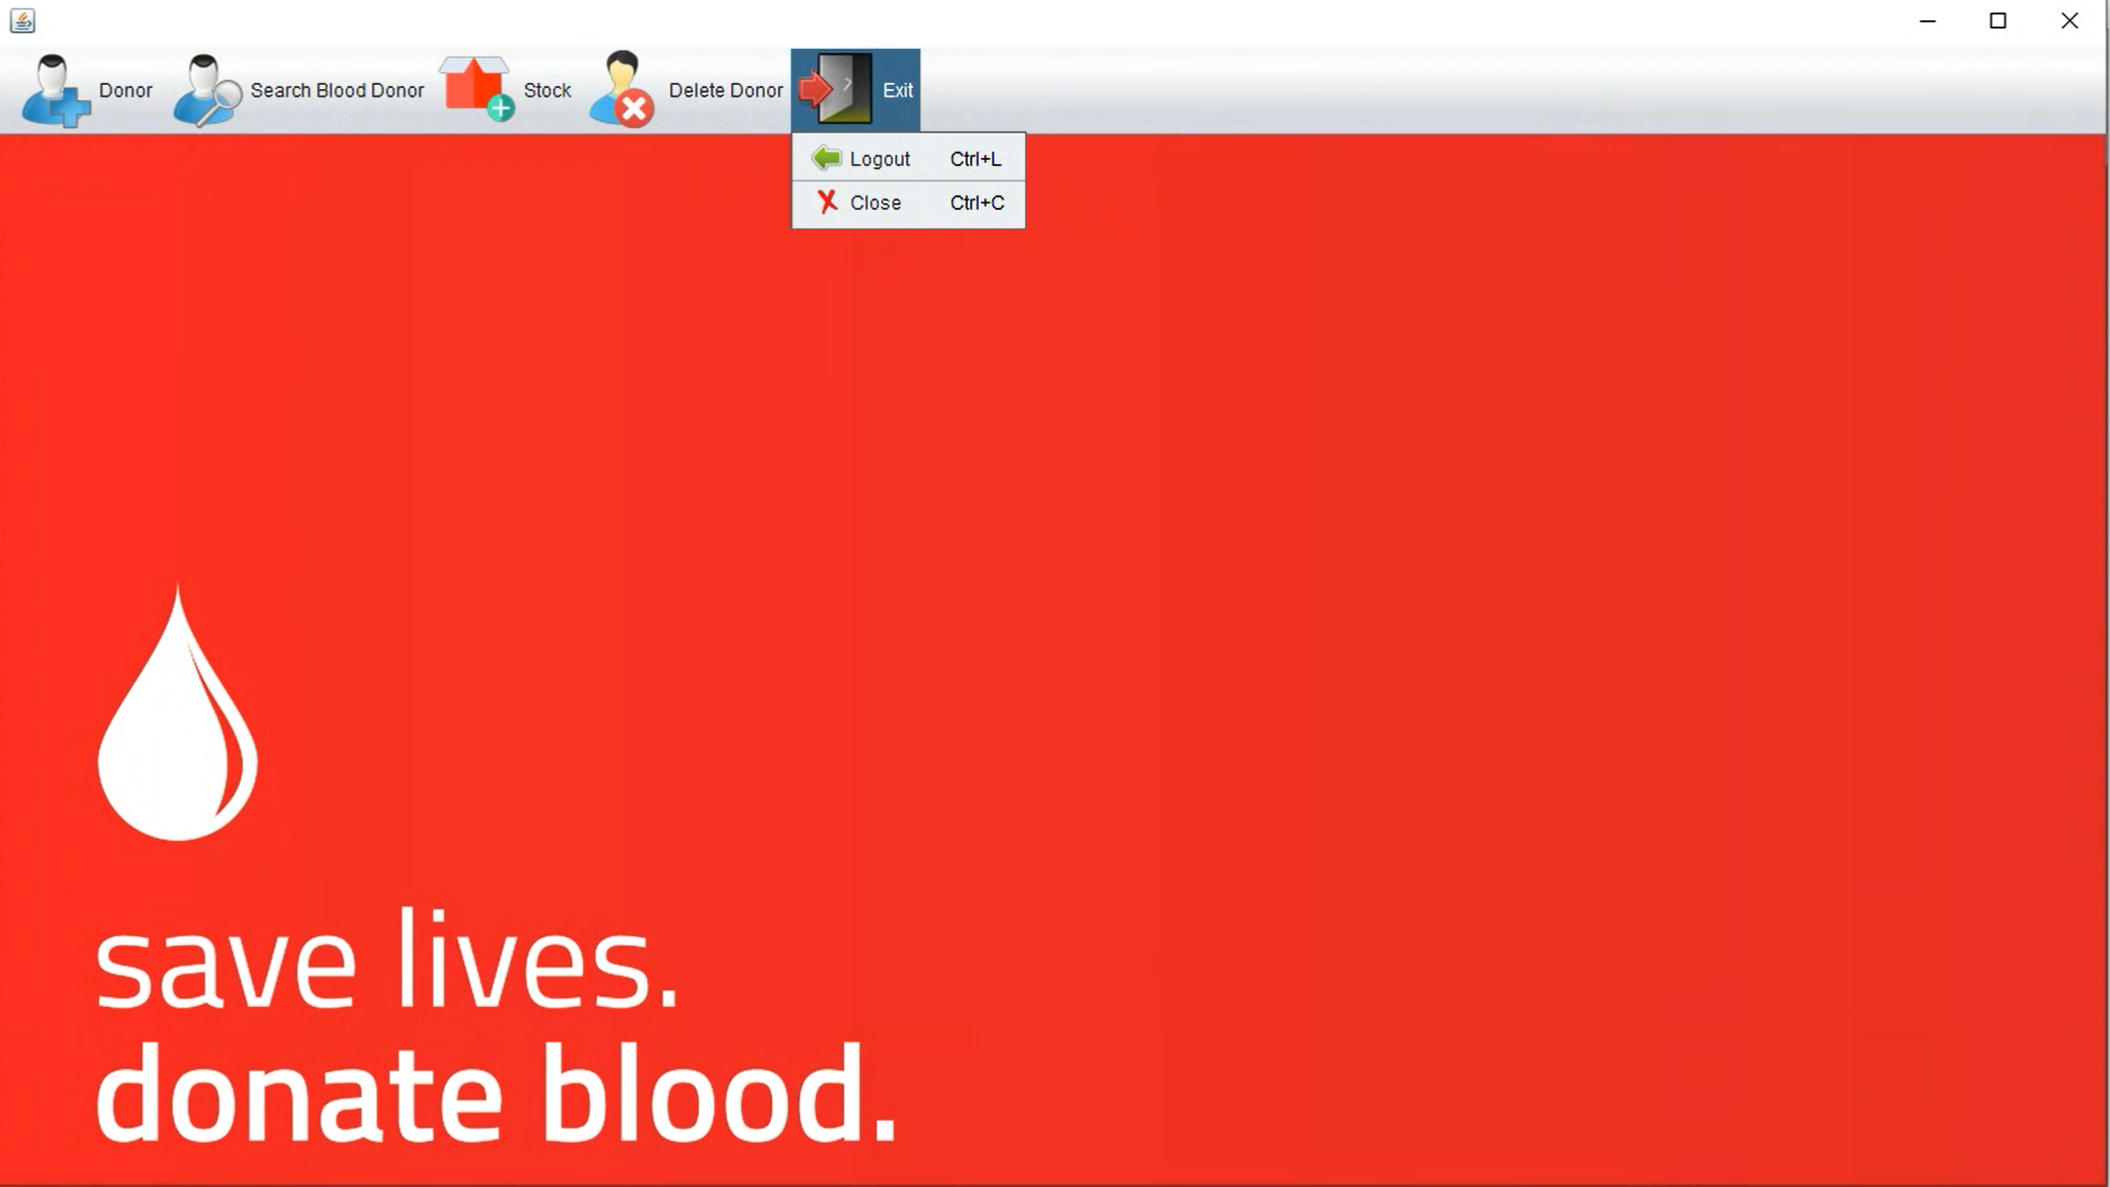 Donor Search Blood Donor Stock Delete Donor Exit
Logout Ctrl+L
Close Ctrl+C
save lives.
donate blood.